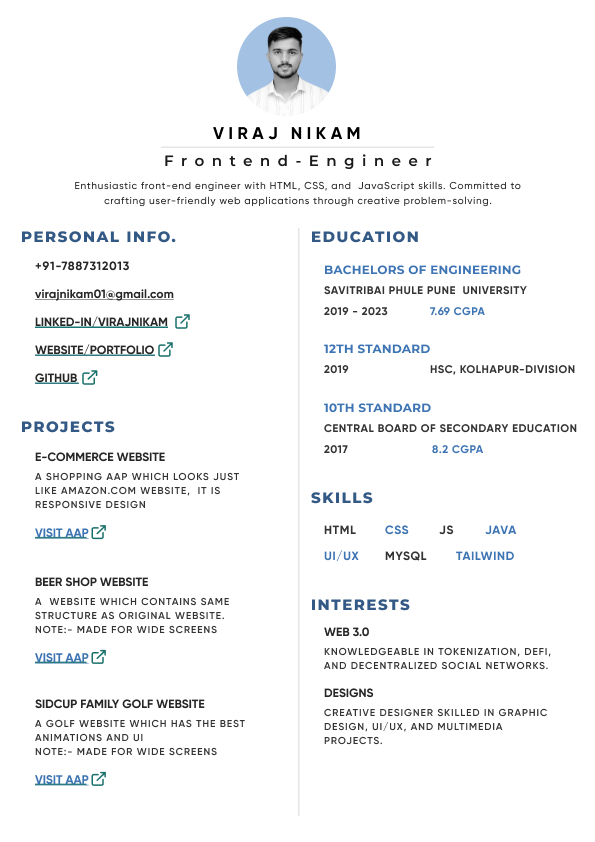 VIRAJ NIKAM
Frontend-Engineer
Enthusiastic front-end engineer with HTML, CSS, and JavaScript skills. Committed to
crafting user-friendly web applications through creative problem-solving.
PERSONAL INFO.
+91-7887312013
virajnikam01@gmail.com
LINKED-IN/VIRAJNIKAM
WEBSITE/PORTFOLIO
GITHUB
PROJECTS
E-COMMERCE WEBSITE
A SHOPPING AAP WHICH LOOKS JUST
LIKE AMAZON.COM WEBSITE, IT IS
RESPONSIVE DESIGN
VISIT AAP
BEER SHOP WEBSITE
A WEBSITE WHICH CONTAINS SAME
STRUCTURE AS ORIGINAL WEBSITE.
NOTE:- MADE FOR WIDE SCREENS
VISIT AAP
SIDCUP FAMILY GOLF WEBSITE
A GOLF WEBSITE WHICH HAS THE BEST
ANIMATIONS AND UI
NOTE:- MADE FOR WIDE SCREENS
VISIT AAP
EDUCATION
BACHELORS OF ENGINEERING
SAVITRIBAI PHULE PUNE UNIVERSITY
2019 - 2023 7.69 CGPA
12TH STANDARD
2019 HSC, KOLHAPUR-DIVISION
10TH STANDARD
CENTRAL BOARD OF SECONDARY EDUCATION
2017 8.2 CGPA
SKILLS
HTML CSS JS JAVA
UI/UX MYSQL TAILWIND
INTERESTS
WEB 3.0
KNOWLEDGEABLE IN TOKENIZATION, DEFI,
AND DECENTRALIZED SOCIAL NETWORKS.
DESIGNS
CREATIVE DESIGNER SKILLED IN GRAPHIC
DESIGN, UI/UX, AND MULTIMEDIA
PROJECTS.